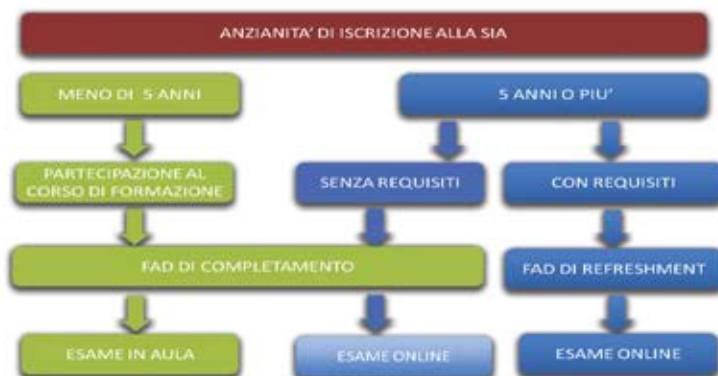 ANZIANITA' DI ISCRIZIONE ALLA SIA
MENO DI 5 ANNI
5 ANNI O PIU'
PARTECIPAZIONE AL
CORSO DI FORMAZIONE
SENZA REQUISITI
CON REQUISITI
FAD DI COMPLETAMENTO
FAD DI REFRESHMENT
ESAME IN AULA
ESAME ONLINE
ESAME ONLINE